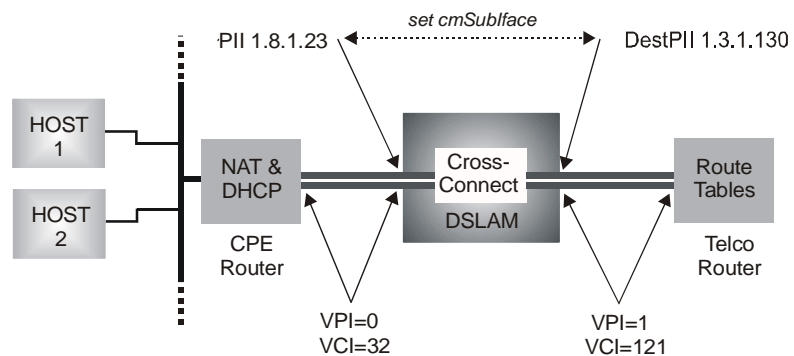 set cmSubIface
PII 1.8.1.23
DestPII 1.3.1.130
HOST
1
HOST
2
NAT &
DHCP
CPE
Router
Cross-
Connect
DSLAM
Route
Tables
Telco
Router
VPI=0
VCI=32
VPI=1
VCI=121